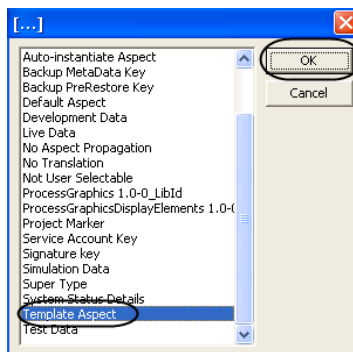 [...]
Auto-instantiate Aspect
Backup MetaData Key
Backup PreRestore Key
Default Aspect
Development Data
Live Data
No Aspect Propagation
No Translation
Not User Selectable
ProcessGraphics 1.0-0_LibId
ProcessGraphicsDisplayElements 1.0-
Project Marker
Service Account Key
Signature key
Simulation Data
Super Type
System Status Details
Template Aspect
Test Data
OK
Cancel